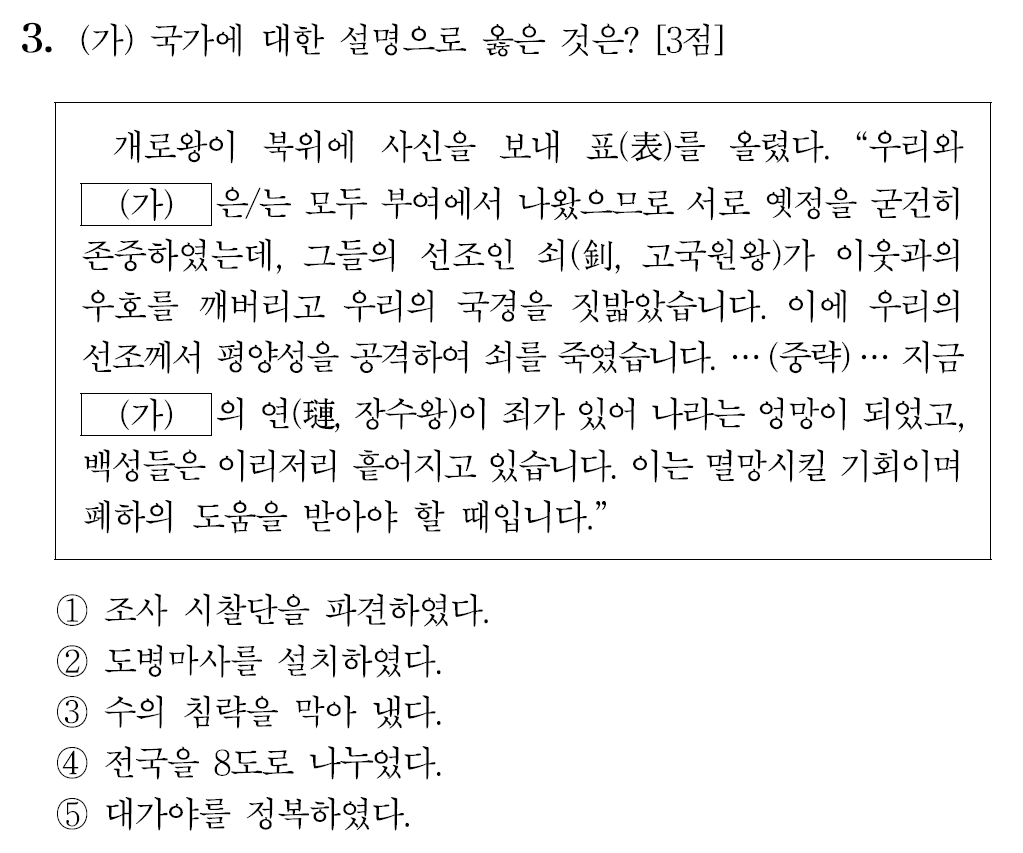 3. (가) 국가에 대한 설명으로 옳은 것은? [3점]
개로왕이 북위에 사신을 보내 표(表)를 올렸다. “우리와
(가) 은/는 모두 부여에서 나왔으므로 서로 옛정을 굳건히
존중하였는데, 그들의 선조인 쇠(釗, 고국원왕)가 이웃과의
우호를 깨버리고 우리의 국경을 짓밟았습니다. 이에 우리의
선조께서 평양성을 공격하여 쇠를 죽였습니다. … (중략) … 지금
(가) 의 연(璉, 장수왕)이 죄가 있어 나라는 엉망이 되었고,
백성들은 이리저리 흩어지고 있습니다. 이는 멸망시킬 기회이며
폐하의 도움을 받아야 할 때입니다.”
① 조사 시찰단을 파견하였다.
② 도병마사를 설치하였다.
③ 수의 침략을 막아 냈다.
④ 전국을 8도로 나누었다.
⑤ 대가야를 정복하였다.